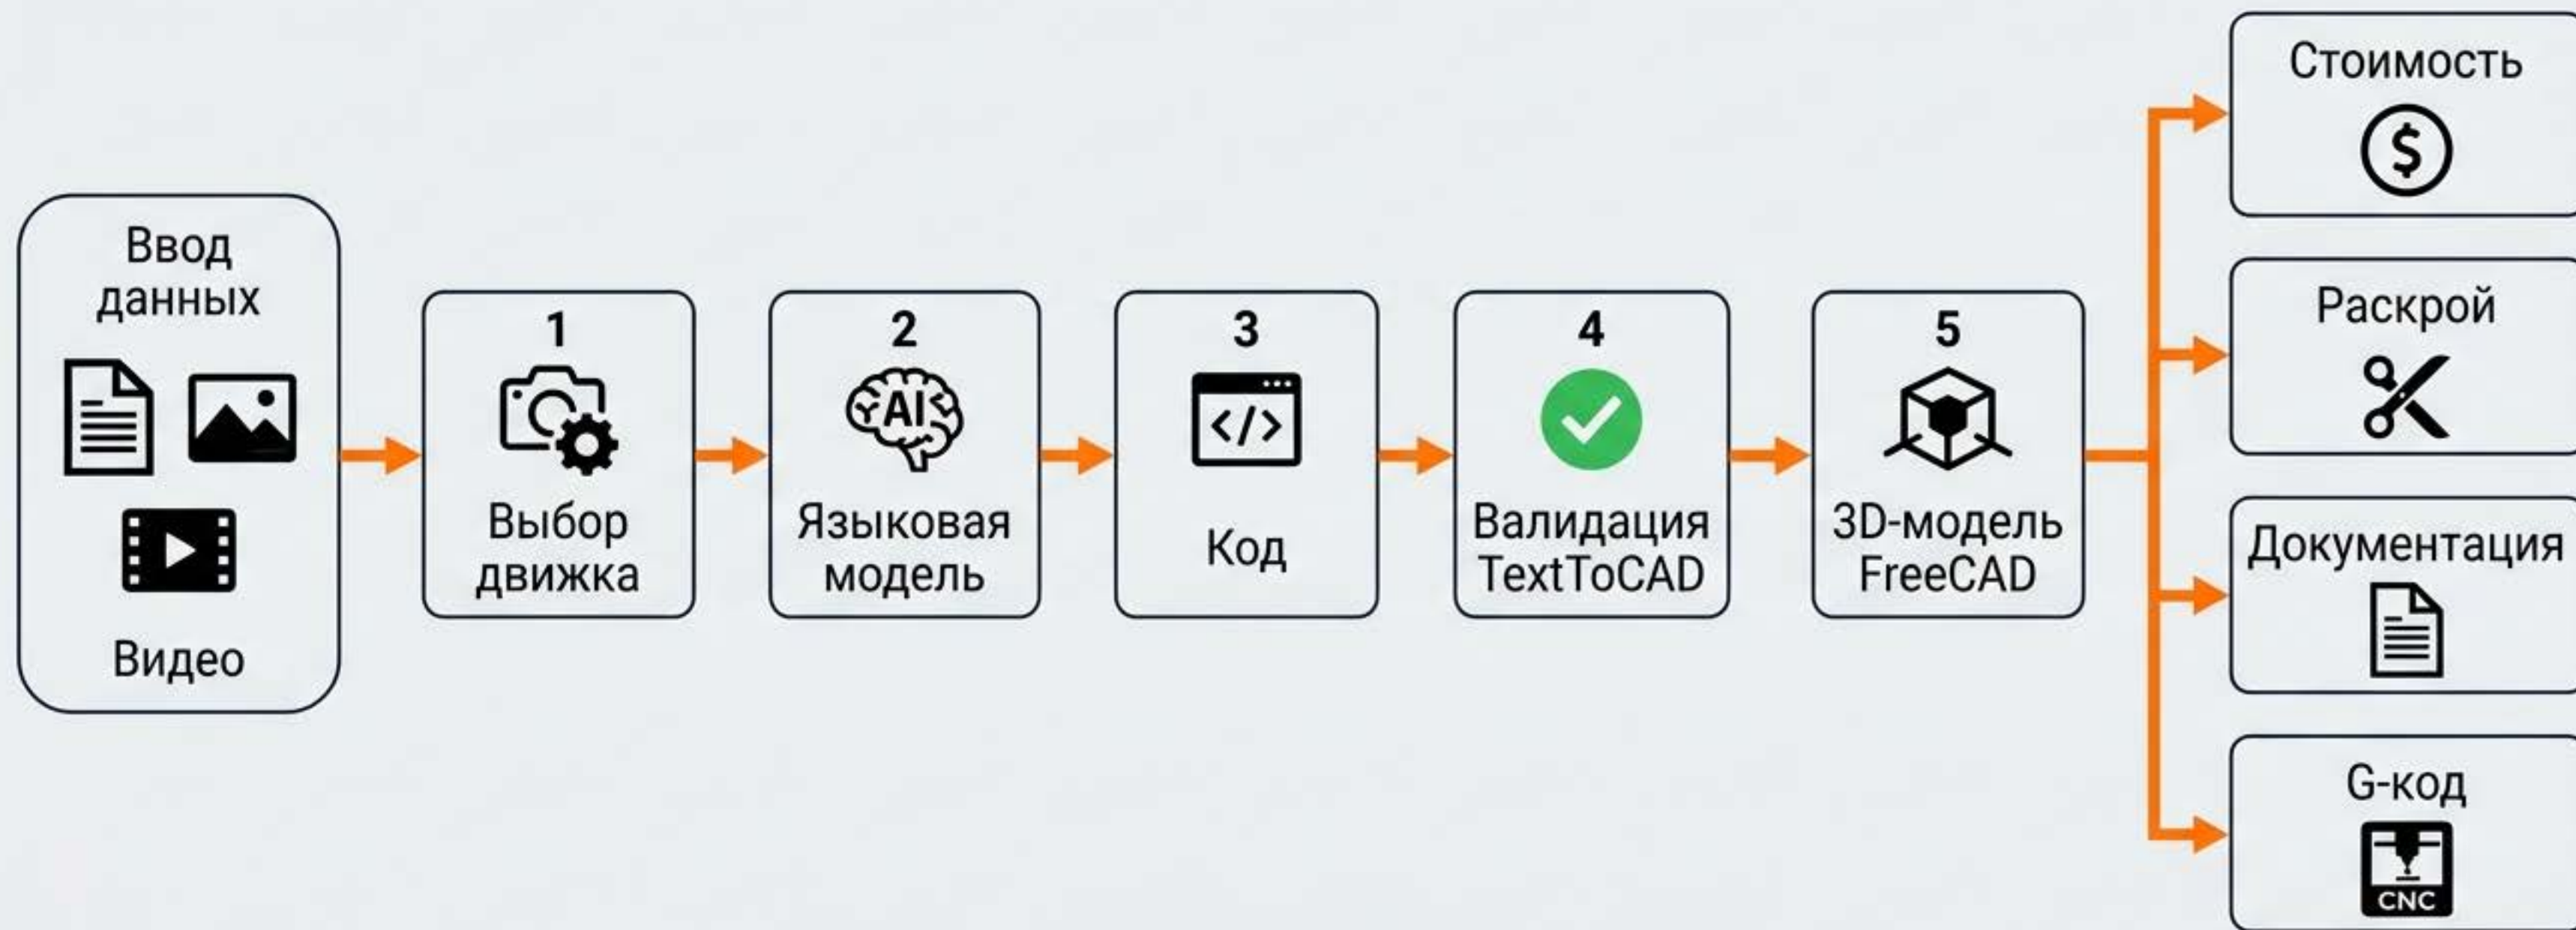 Ввод
данных
Видео
1
Выбор
движка
2
AI
Языковая
модель
3
</>
Код
4
Валидация
TextToCAD
5
3D-модель
FreeCAD
Стоимость
$
Раскрой
Документация
G-код
CNC